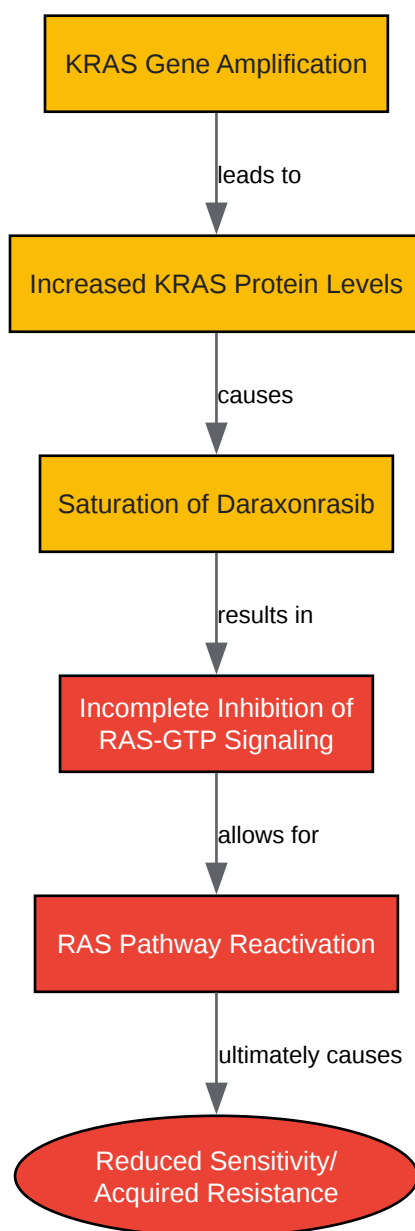 KRAS Gene Amplification
leads to
Increased KRAS Protein Levels
causes
Saturation of Daraxonrasib
results in
Incomplete Inhibition of
RAS-GTP Signaling
allows for
RAS Pathway Reactivation
ultimately causes
Reduced Sensitivity/
Acquired Resistance